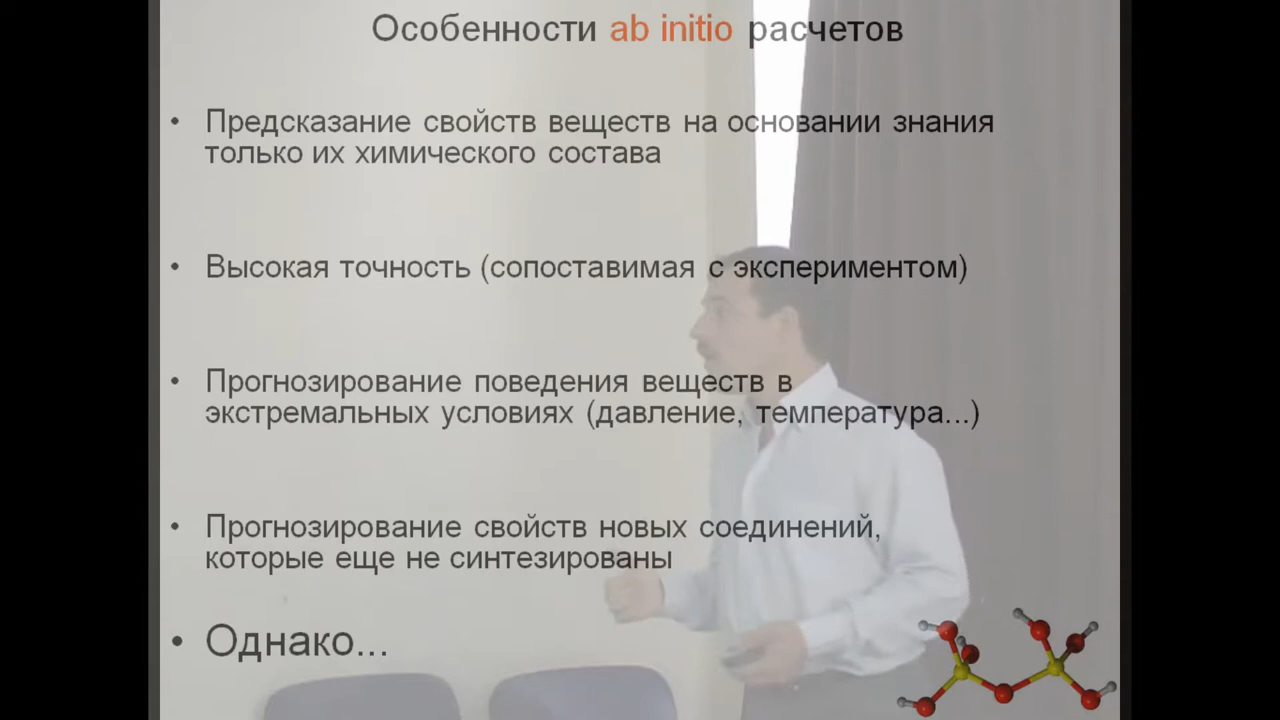 Особенности ab initio расчетов
• Предсказание свойств веществ на основании знания
только их химического состава
• Высокая точность (сопоставимая с экспериментом)
• Прогнозирование поведения веществ в
экстремальных условиях (давление, температура...)
• Прогнозирование свойств новых соединений,
которые еще не синтезированы
• Однако...